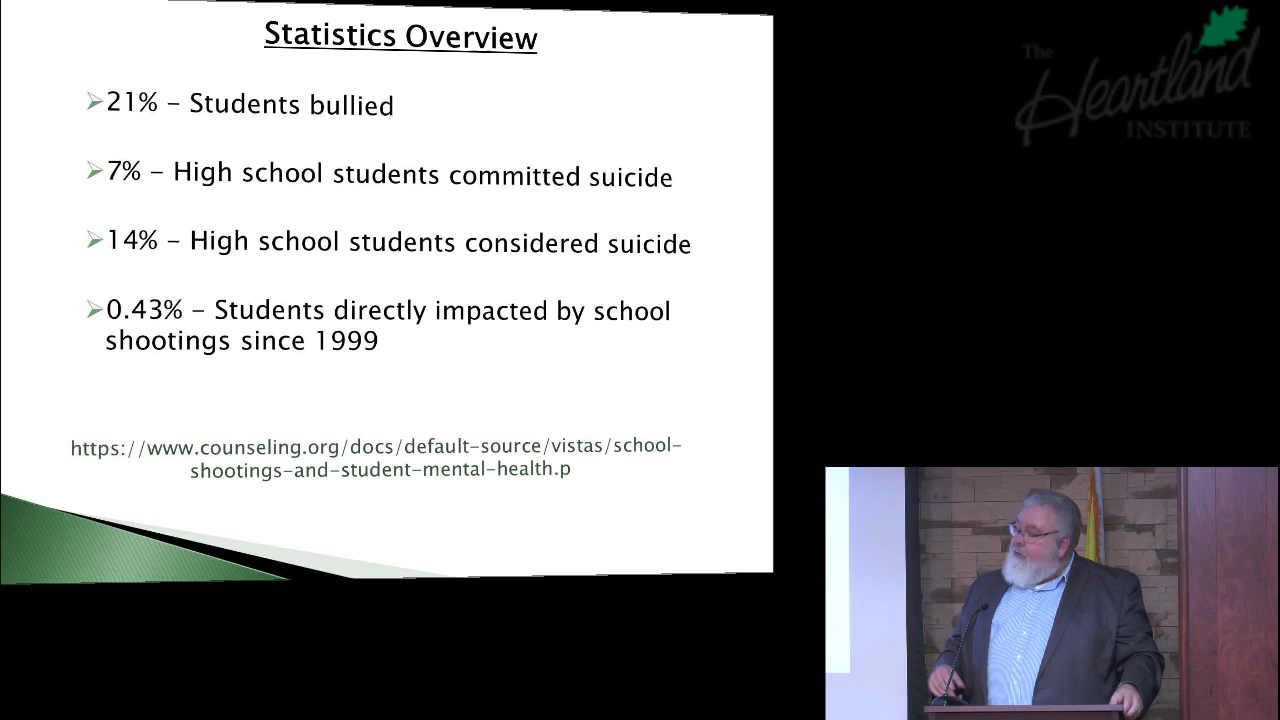 Statistics Overview
21% – Students bullied
7% – High school students committed suicide
14% – High school students considered suicide
0.43% – Students directly impacted by school
shootings since 1999
https://www.counseling.org/docs/default-source/vistas/school-
shootings-and-student-mental-health.p
The
Heartland
INSTITUTE